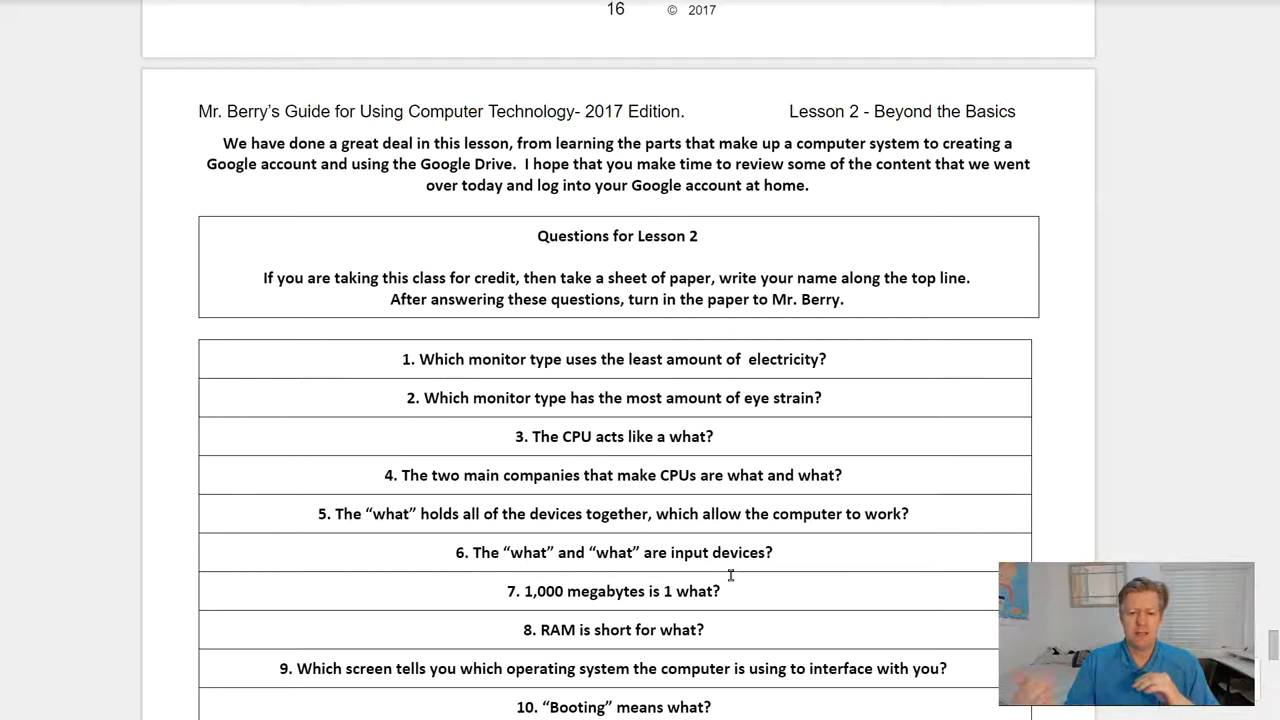 16 © 2017
Mr. Berry’s Guide for Using Computer Technology- 2017 Edition. Lesson 2 - Beyond the Basics
We have done a great deal in this lesson, from learning the parts that make up a computer system to creating a
Google account and using the Google Drive.  I hope that you make time to review some of the content that we went
over today and log into your Google account at home.
Questions for Lesson 2
If you are taking this class for credit, then take a sheet of paper, write your name along the top line.
After answering these questions, turn in the paper to Mr. Berry.
1. Which monitor type uses the least amount of  electricity?
2. Which monitor type has the most amount of eye strain?
3. The CPU acts like a what?
4. The two main companies that make CPUs are what and what?
5. The “what” holds all of the devices together, which allow the computer to work?
6. The “what” and “what” are input devices?
7. 1,000 megabytes is 1 what?
8. RAM is short for what?
9. Which screen tells you which operating system the computer is using to interface with you?
10. “Booting” means what?